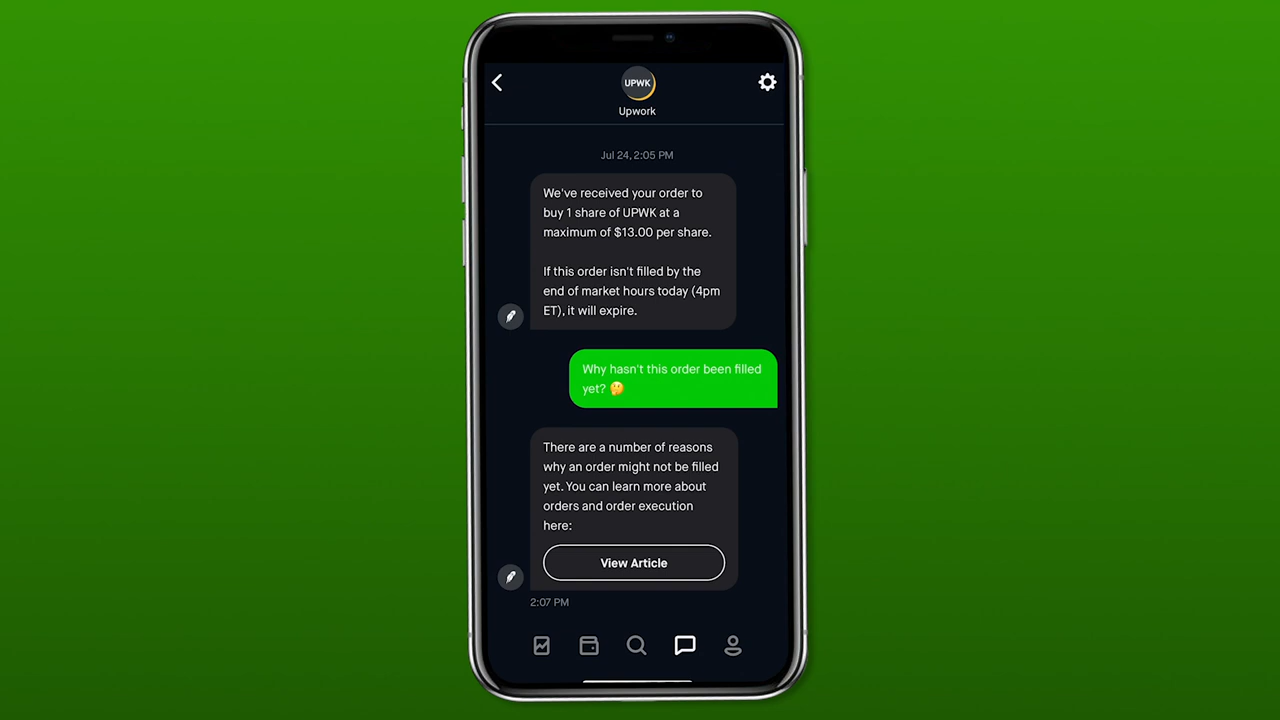 UPWK
Upwork
Jul 24, 2:05 PM
We've received your order to
buy 1 share of UPWK at a
maximum of $13.00 per share.
If this order isn't filled by the
end of market hours today (4pm
ET), it will expire.
Why hasn't this order been filled
yet? 🤔
There are a number of reasons
why an order might not be filled
yet. You can learn more about
orders and order execution
here:
View Article
2:07 PM